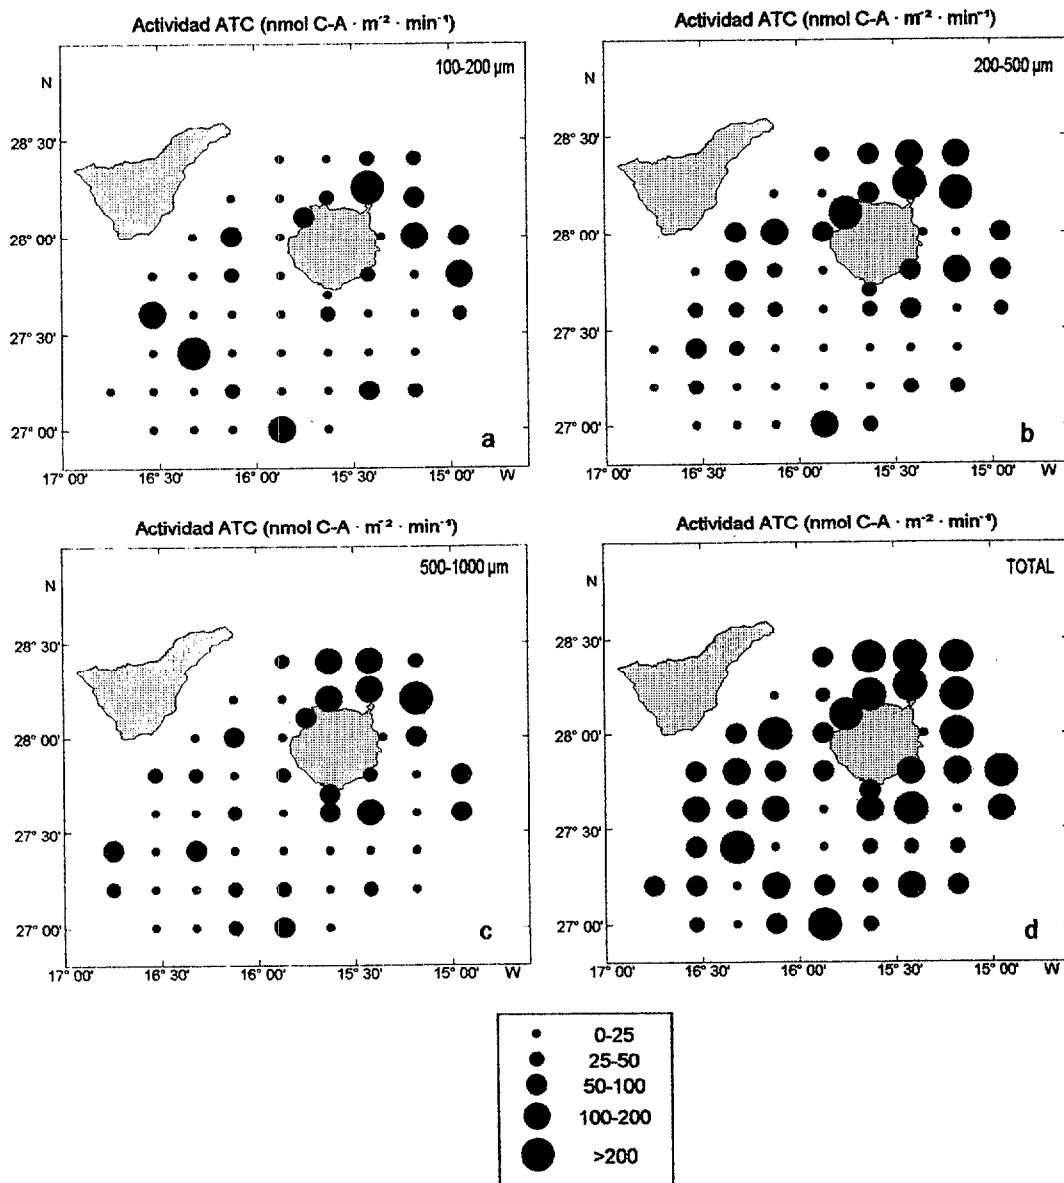 Actividad ATC (nmol C-A · m⁻² · min⁻¹)
N
100-200 µm
28° 30'
28° 00'
27° 30'
27° 00'
a
17° 00'
16° 30'
16° 00'
15° 30'
15° 00'
W
Actividad ATC (nmol C-A · m⁻² · min⁻¹)
N
200-500 µm
28° 30'
28° 00'
27° 30'
27° 00'
b
17° 00'
16° 30'
16° 00'
15° 30'
15° 00'
W
Actividad ATC (nmol C-A · m⁻² · min⁻¹)
N
500-1000 µm
28° 30'
28° 00'
27° 30'
27° 00'
c
17° 00'
16° 30'
16° 00'
15° 30'
15° 00'
W
Actividad ATC (nmol C-A · m⁻² · min⁻¹)
N
TOTAL
28° 30'
28° 00'
27° 30'
27° 00'
d
17° 00'
16° 30'
16° 00'
15° 30'
15° 00'
W
0-25
25-50
50-100
100-200
>200